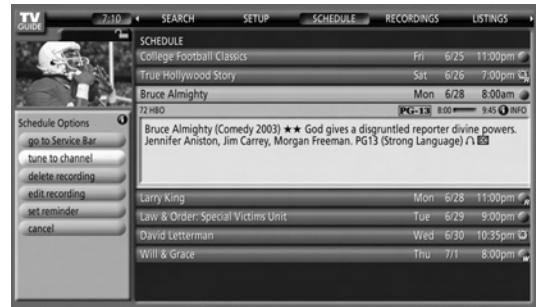 TV GUIDE
7:10
SEARCH SETUP SCHEDULE RECORDINGS LISTINGS
SCHEDULE
College Football Classics Fri 6/25 11:00pm
True Hollywood Story Sat 6/26 7:00pm
Bruce Almighty Mon 6/28 8:00am
72 HBO PG-13 8:00 9:45 INFO
Bruce Almighty (Comedy 2003) ★★ God gives a disgruntled reporter divine powers.
Jennifer Aniston, Jim Carrey, Morgan Freeman. PG13 (Strong Language)
Schedule Options
go to Service Bar
tune to channel
delete recording
edit recording
set reminder
cancel
Larry King Mon 6/28 11:00pm
Law & Order: Special Victims Unit Tue 6/29 9:00pm
David Letterman Wed 6/30 10:35pm
Will & Grace Thu 7/1 8:00pm